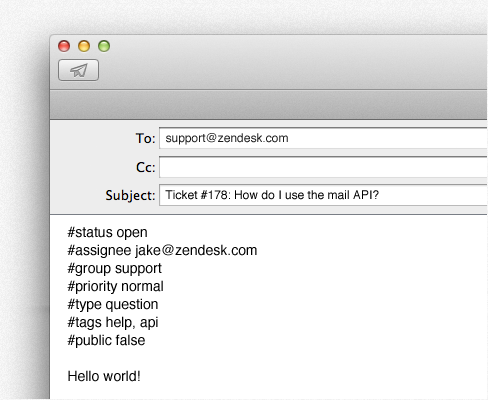 To: support@zendesk.com
Cc:
Subject: Ticket #178: How do I use the mail API?
#status open
#assignee jake@zendesk.com
#group support
#priority normal
#type question
#tags help, api
#public false
Hello world!